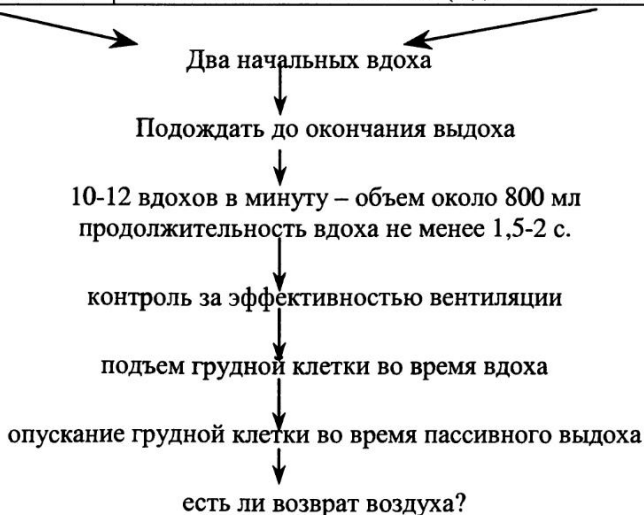 Два начальных вдоха
Подождать до окончания выдоха
10-12 вдохов в минуту – объем около 800 мл
продолжительность вдоха не менее 1,5-2 с.
контроль за эффективностью вентиляции
подъем грудной клетки во время вдоха
опускание грудной клетки во время пассивного выдоха
есть ли возврат воздуха?